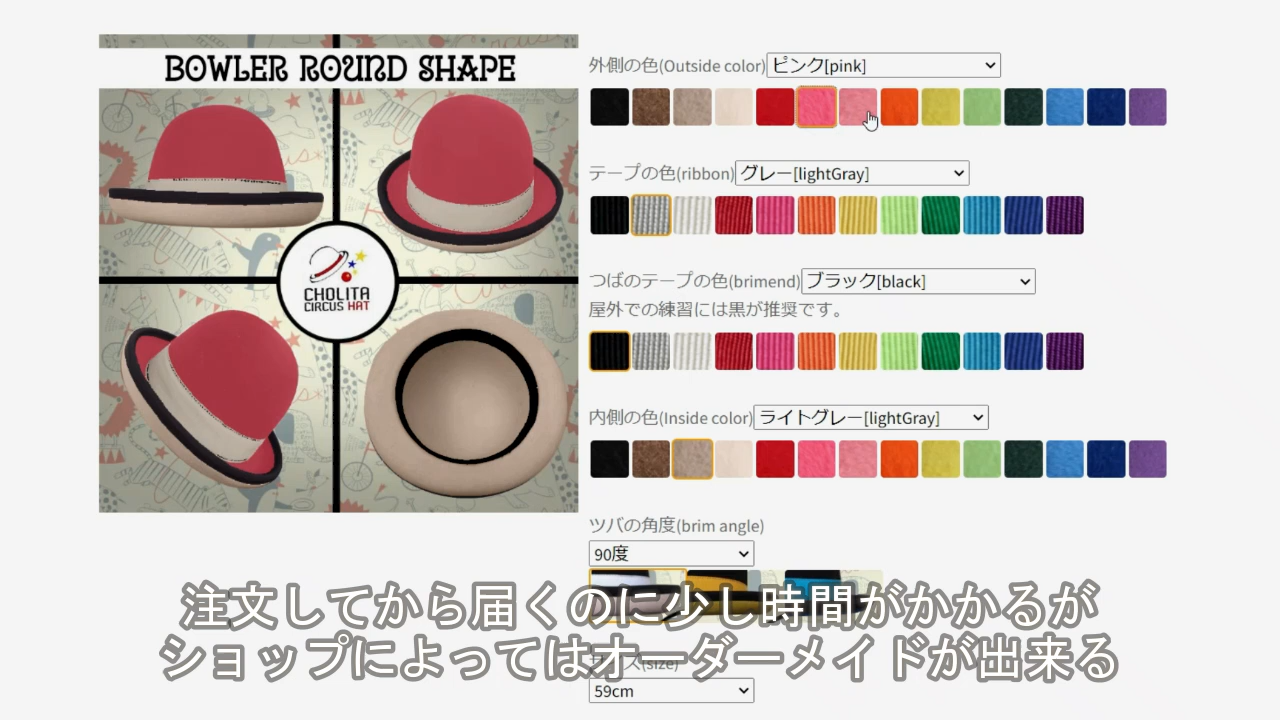 BOWLER ROUND SHAPE
CHOLITA
CIRCUS HAT
外側の色(Outside color) ピンク[pink]
テープの色(ribbon) グレー[lightGray]
つばのテープの色(brimend) ブラック[black]
屋外での練習には黒が推奨です。
内側の色(Inside color) ライトグレー[lightGray]
ツバの角度(brim angle)
90度
注文してから届くのに少し時間がかかるが
ショップによってはオーダーメイドが出来る
(size)
59cm